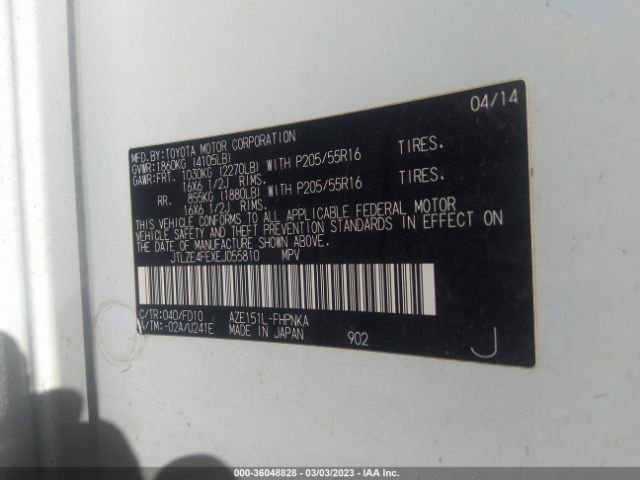 04/14
MFD.BY:TOYOTA MOTOR CORPORATION
GVWR:1860KG (4105LB)
GAWR:FRT. 1030KG (2270LB) WITH P205/55R16 TIRES.
16X6 1/2J RIMS.
RR. 855KG (1880LB) WITH P205/55R16 TIRES.
16X6 1/2J RIMS.
THIS VEHICLE CONFORMS TO ALL APPLICABLE FEDERAL MOTOR
VEHICLE SAFETY AND THEFT PREVENTION STANDARDS IN EFFECT ON
THE DATE OF MANUFACTURE SHOWN ABOVE.
JTLZE4FEXEJ055810 MPV
C/TR:040/FD10 AZE151L-FHPNKA
A/TM:-02A/U241E MADE IN JAPAN 902 J
000-36048828 - 03/03/2023 - IAA Inc.